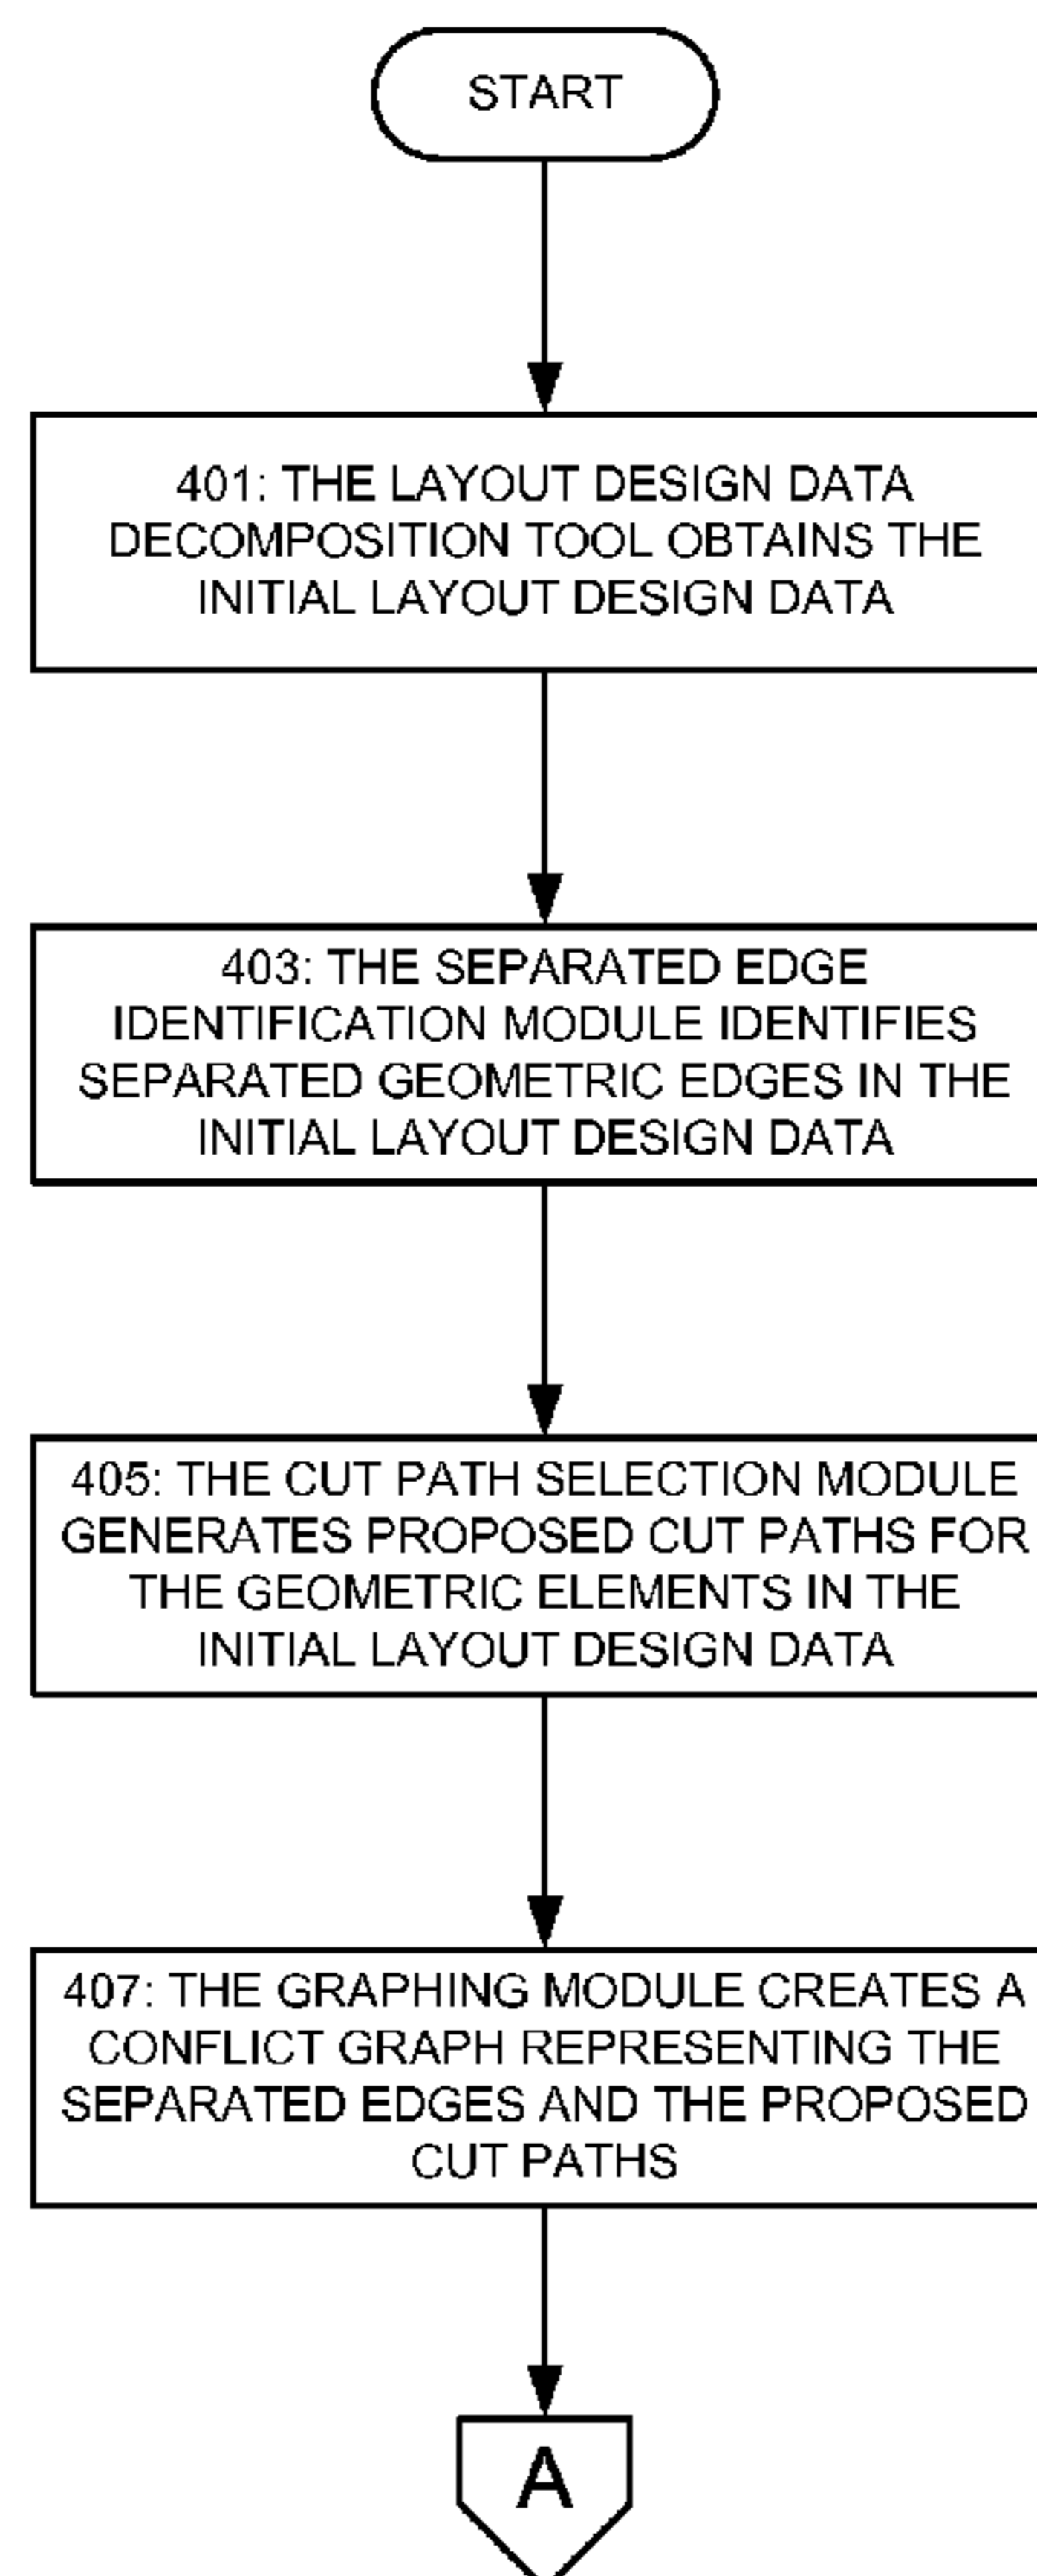 START
401: THE LAYOUT DESIGN DATA
DECOMPOSITION TOOL OBTAINS THE
INITIAL LAYOUT DESIGN DATA
403: THE SEPARATED EDGE
IDENTIFICATION MODULE IDENTIFIES
SEPARATED GEOMETRIC EDGES IN THE
INITIAL LAYOUT DESIGN DATA
405: THE CUT PATH SELECTION MODULE
GENERATES PROPOSED CUT PATHS FOR
THE GEOMETRIC ELEMENTS IN THE
INITIAL LAYOUT DESIGN DATA
407: THE GRAPHING MODULE CREATES A
CONFLICT GRAPH REPRESENTING THE
SEPARATED EDGES AND THE PROPOSED
CUT PATHS
A